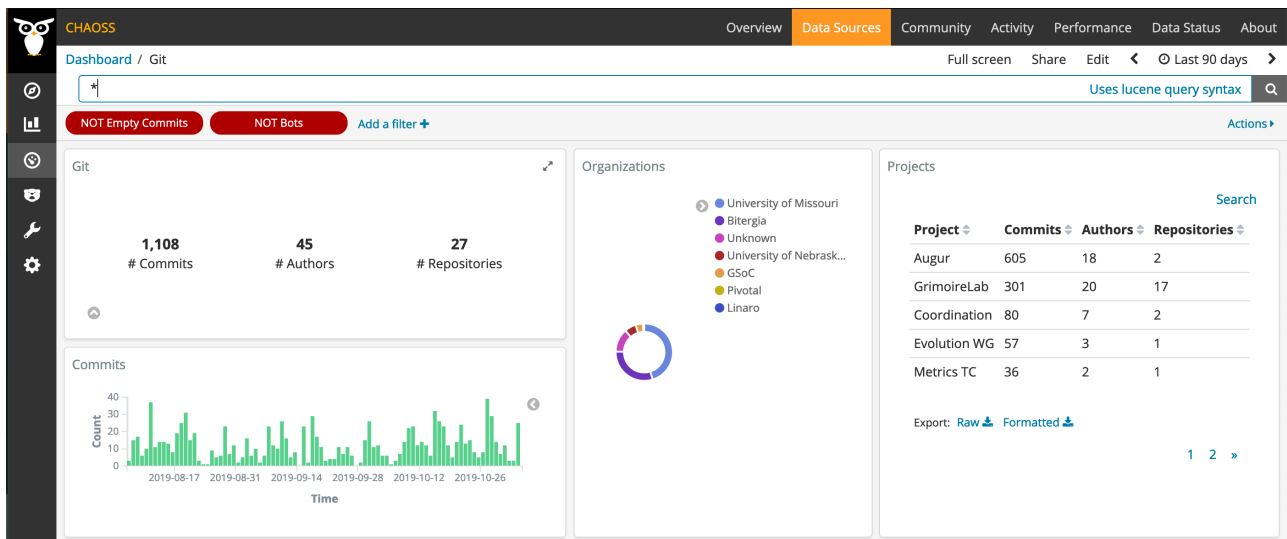 CHAOSS
Overview Data Sources Community Activity Performance Data Status About
Dashboard / Git
Full screen Share Edit Last 90 days
*
Uses lucene query syntax
NOT Empty Commits NOT Bots Add a filter +
Actions
Git
1,108 45 27
# Commits # Authors # Repositories
Commits
Count
40
30
20
10
0
2019-08-17 2019-08-31 2019-09-14 2019-09-28 2019-10-12 2019-10-26
Time
Organizations
University of Missouri
Bitergia
Unknown
University of Nebrask...
GSoC
Pivotal
Linaro
Projects
Search
Project Commits Authors Repositories
Augur 605 18 2
GrimoireLab 301 20 17
Coordination 80 7 2
Evolution WG 57 3 1
Metrics TC 36 2 1
Export: Raw Formatted
1 2 »